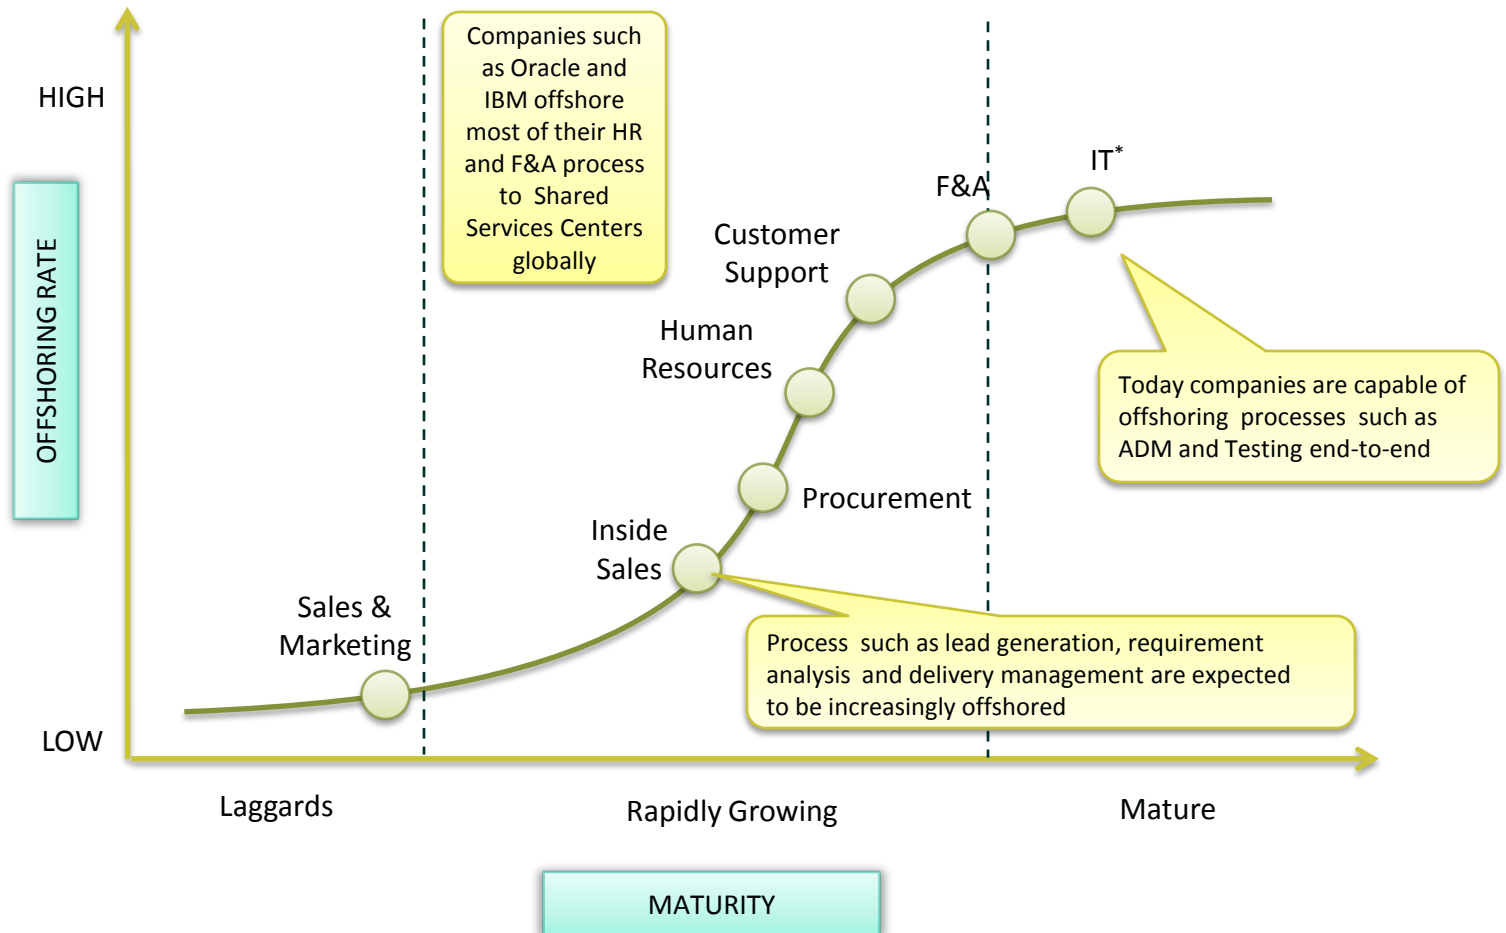 Companies such
as Oracle and
IBM offshore
most of their HR
and F&A process
to Shared
Services Centers
globally
HIGH
IT*
F&A
Customer
Support
Human
Resources
OFFSHORING RATE
Today companies are capable of
offshoring processes such as
ADM and Testing end-to-end
Procurement
Inside
Sales
Sales &
Marketing
Process such as lead generation, requirement
analysis and delivery management are expected
to be increasingly offshored
LOW
Laggards
Rapidly Growing
Mature
MATURITY